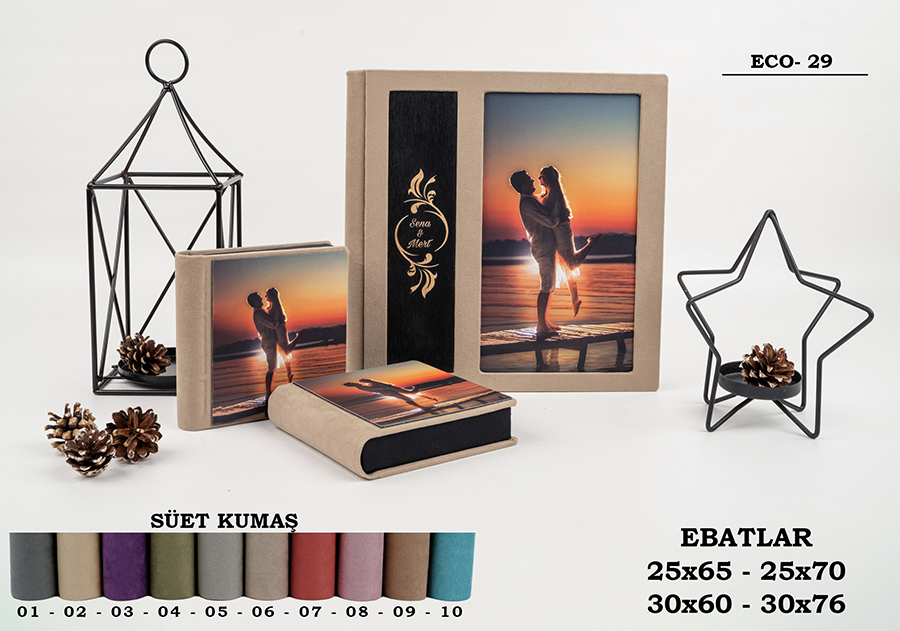 ECO- 29
Sena
&
Mert
SÜET KUMAŞ
01 - 02 - 03 - 04 - 05 - 06 - 07 - 08 - 09 - 10
EBATLAR
25x65 - 25x70
30x60 - 30x76